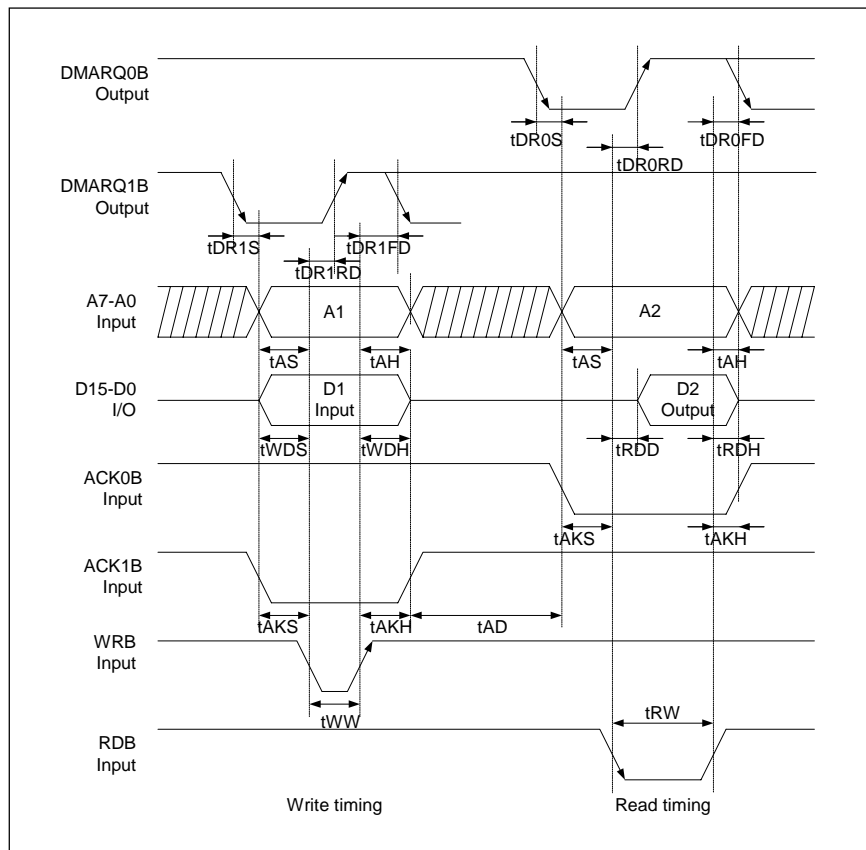 DMARQ0B
Output
tDR0S
tDR0FD
tDR0RD
DMARQ1B
Output
tDR1S
tDR1FD
tDR1RD
A7-A0
Input
A1
A2
tAS
tAH
tAS
tAH
D15-D0
I/O
D1
Input
D2
Output
tWDS
tWDH
tRDD
tRDH
ACK0B
Input
tAKS
tAKH
ACK1B
Input
tAKS
tAKH
tAD
WRB
Input
tWW
tRW
RDB
Input
Write timing
Read timing